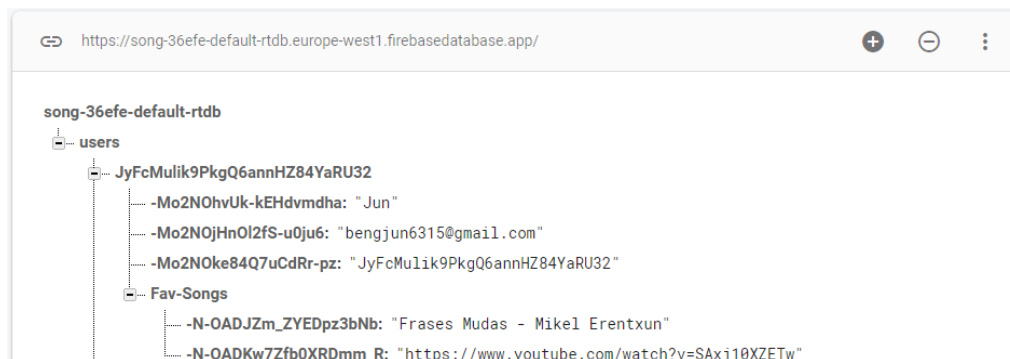 https://song-36efe-default-rtdb.europe-west1.firebasedatabase.app/
song-36efe-default-rtdb
users
JyFcMulik9PkgQ6annHZ84YaRU32
-Mo2NOhvUk-kEHdvmdha: "Jun"
-Mo2NOjHnOl2fS-u0ju6: "bengjun6315@gmail.com"
-Mo2NOke84Q7uCdRr-pz: "JyFcMulik9PkgQ6annHZ84YaRU32"
Fav-Songs
-N-OADJZm_ZYEDpz3bNb: "Frases Mudas - Mikel Erentxun"
-N-OADKw7Zfb0XRDmm_R: "https://www.youtube.com/watch?v=SAxj10XZETw"